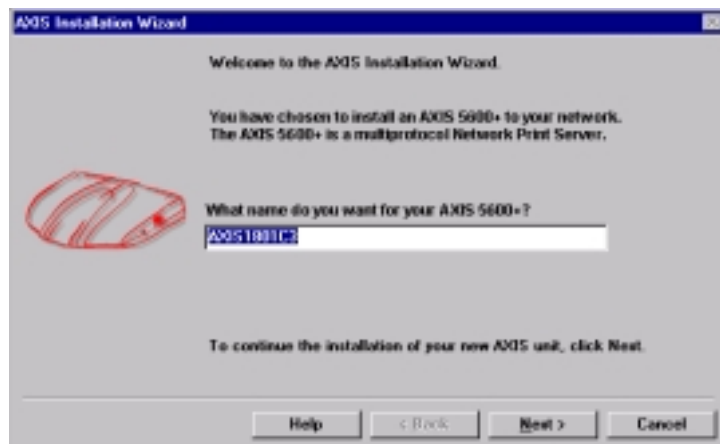 AXIS Installation Wizard
Welcome to the AXIS Installation Wizard.
You have chosen to install an AXIS 5600+ to your network.
The AXIS 5600+ is a multiprotocol Network Print Server.
What name do you want for your AXIS 5600+?
AXIS1801C3
To continue the installation of your new AXIS unit, click Next.
Help
< Back
Next >
Cancel